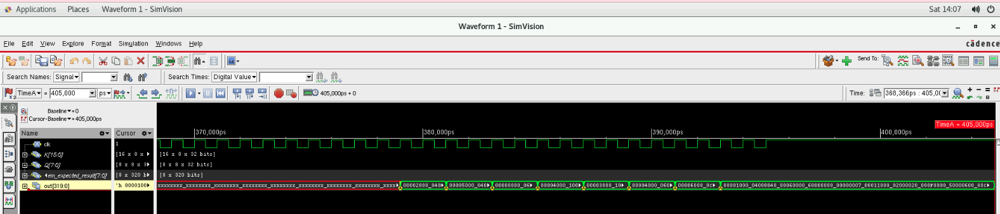 Applications Places Waveform 1 - SimVision Sat 14:07
Waveform 1 - SimVision
File Edit View Explore Format Simulation Windows Help cādence
Send To:
Search Names: Signal Search Times: Digital Value
TimeA = 405,000 ps 405,000ps + 0 Time: 368,366ps : 405,00
Baseline = 0
Cursor-Baseline = 405,000ps
TimeA = 405,000ps
Name Cursor 370,000ps 380,000ps 390,000ps 400,000ps
clk 1
K[15:0] [16 x 8 x [16 x 8 x 32 bits]
Q[7:0] [8 x 8 x 3 [8 x 8 x 32 bits]
em_expected_result[7:0] [8 x 320 b [8 x 320 bits]
out[319:0] 'h 0000100 xxxxxxxx_xxxxxxxx_xxxxxxxx_xxxxxxxx_xxxxxxxx_xxxxxxxx_xxxxxxxx_xxxxxxxx_xxxx 00002000_040 00005000_040 00000000_06 00004000_100 00003000_10 00004000_060 00006000_0c 00001000_04000040_00060000_60000000_00000007_00011000_02000020_000